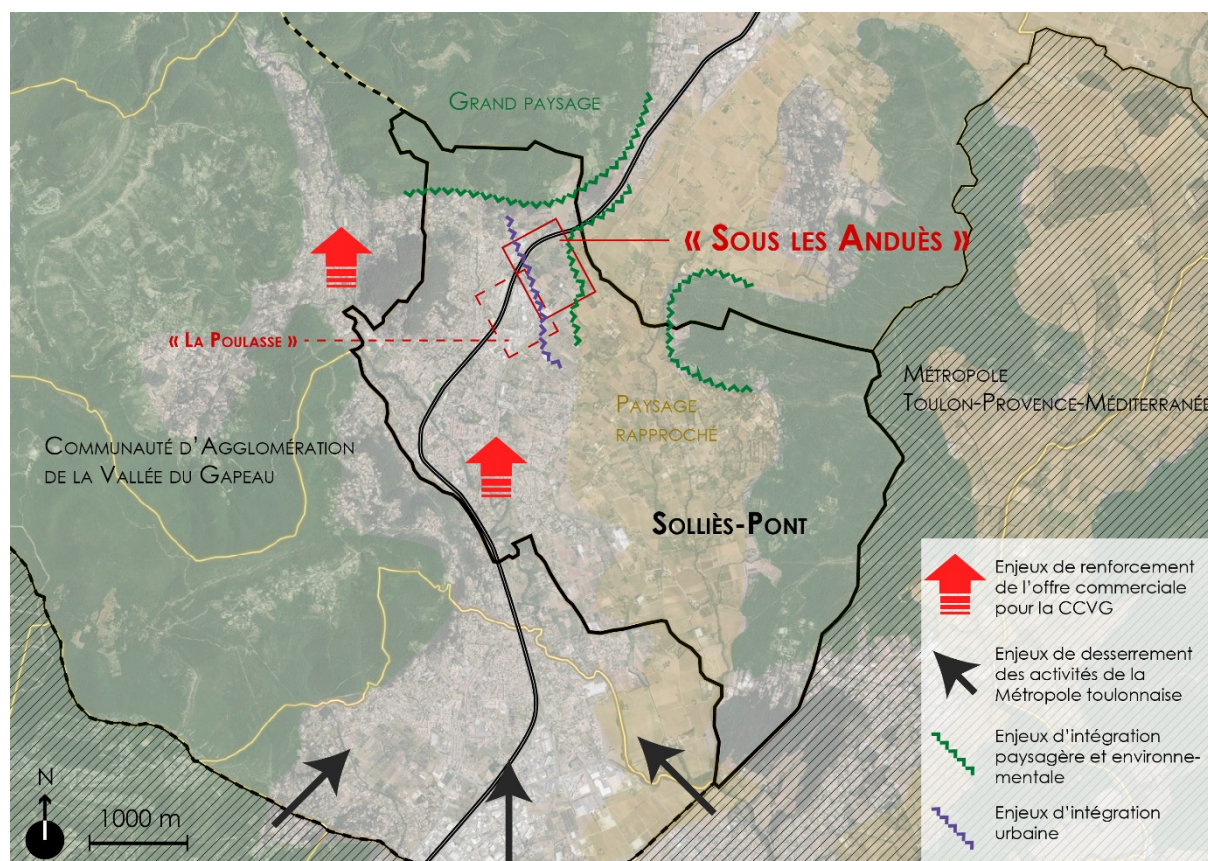 GRAND PAYSAGE
« SOUS LES ANDUÈS »
« LA POULASSE »
MÉTROPOLE
TOULON-PROVENCE-MÉDITERRANÉE
PAYSAGE
RAPPROCHÉ
COMMUNAUTÉ D'AGGLOMÉRATION
DE LA VALLÉE DU GAPEAU
SOLLIÈS-PONT
Enjeux de renforcement
de l'offre commerciale
pour la CCVG
Enjeux de desserrement
des activités de la
Métropole toulonnaise
Enjeux d'intégration
paysagère et environne-
mentale
Enjeux d'intégration
urbaine
N
1000 m